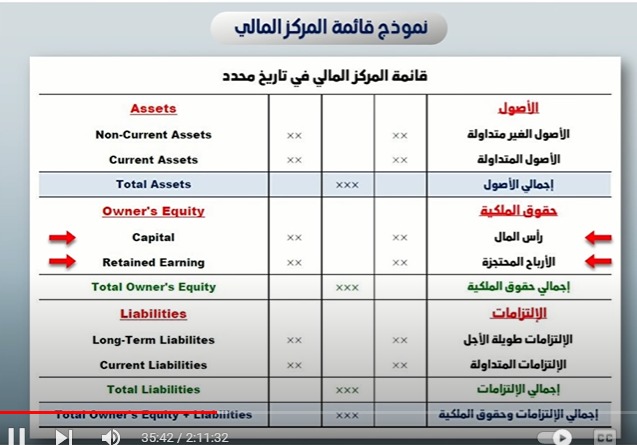 نموذج قائمة المركز المالي
قائمة المركز المالي في تاريخ محدد
Assets الأصول
Non-Current Assets ×× ×× الأصول الغير متداولة
Current Assets ×× ×× الأصول المتداولة
Total Assets ××× إجمالي الأصول
Owner's Equity حقوق الملكية
Capital ×× ×× رأس المال
Retained Earning ×× ×× الأرباح المحتجزة
Total Owner's Equity ××× إجمالي حقوق الملكية
Liabilities الإلتزامات
Long-Term Liabilites ×× ×× الإلتزامات طويلة الأجل
Current Liabilities ×× ×× الإلتزامات المتداولة
Total Liabilities ××× إجمالي الإلتزامات
Total Owner's Equity + Liabilities ××× إجمالي الإلتزامات وحقوق الملكية
35:42 / 2:11:32 CC